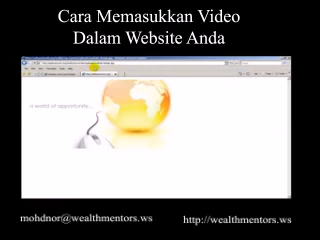 Cara Memasukkan Video
Dalam Website Anda
a world of opportunity...
mohdnor@wealthmentors.ws
http://wealthmentors.ws